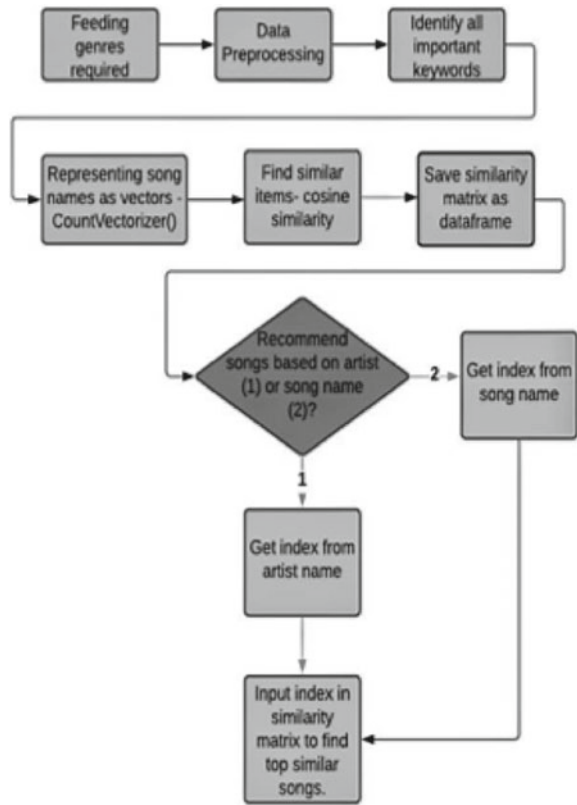 Feeding
genres
required
Data
Preprocessing
Identify all
important
keywords
Representing song
names as vectors -
CountVectorizer()
Find similar
items- cosine
similarity
Save similarity
matrix as
dataframe
Recommend
songs based on artist
(1) or song name
(2)?
2
Get index from
song name
1
Get index from
artist name
Input index in
similarity
matrix to find
top similar
songs.